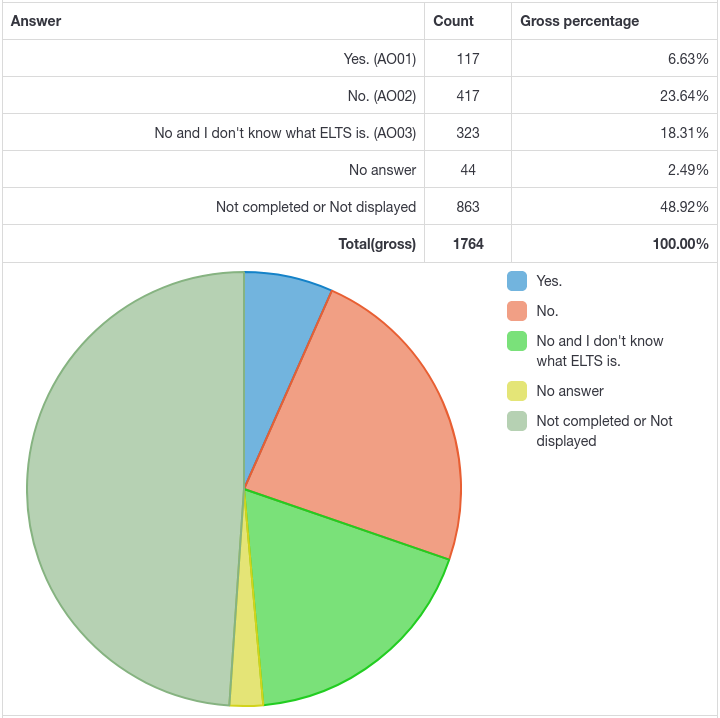 Answer Count Gross percentage
Yes. (AO01) 117 6.63%
No. (AO02) 417 23.64%
No and I don't know what ELTS is. (AO03) 323 18.31%
No answer 44 2.49%
Not completed or Not displayed 863 48.92%
Total(gross) 1764 100.00%
Yes.
No.
No and I don't know
what ELTS is.
No answer
Not completed or Not
displayed